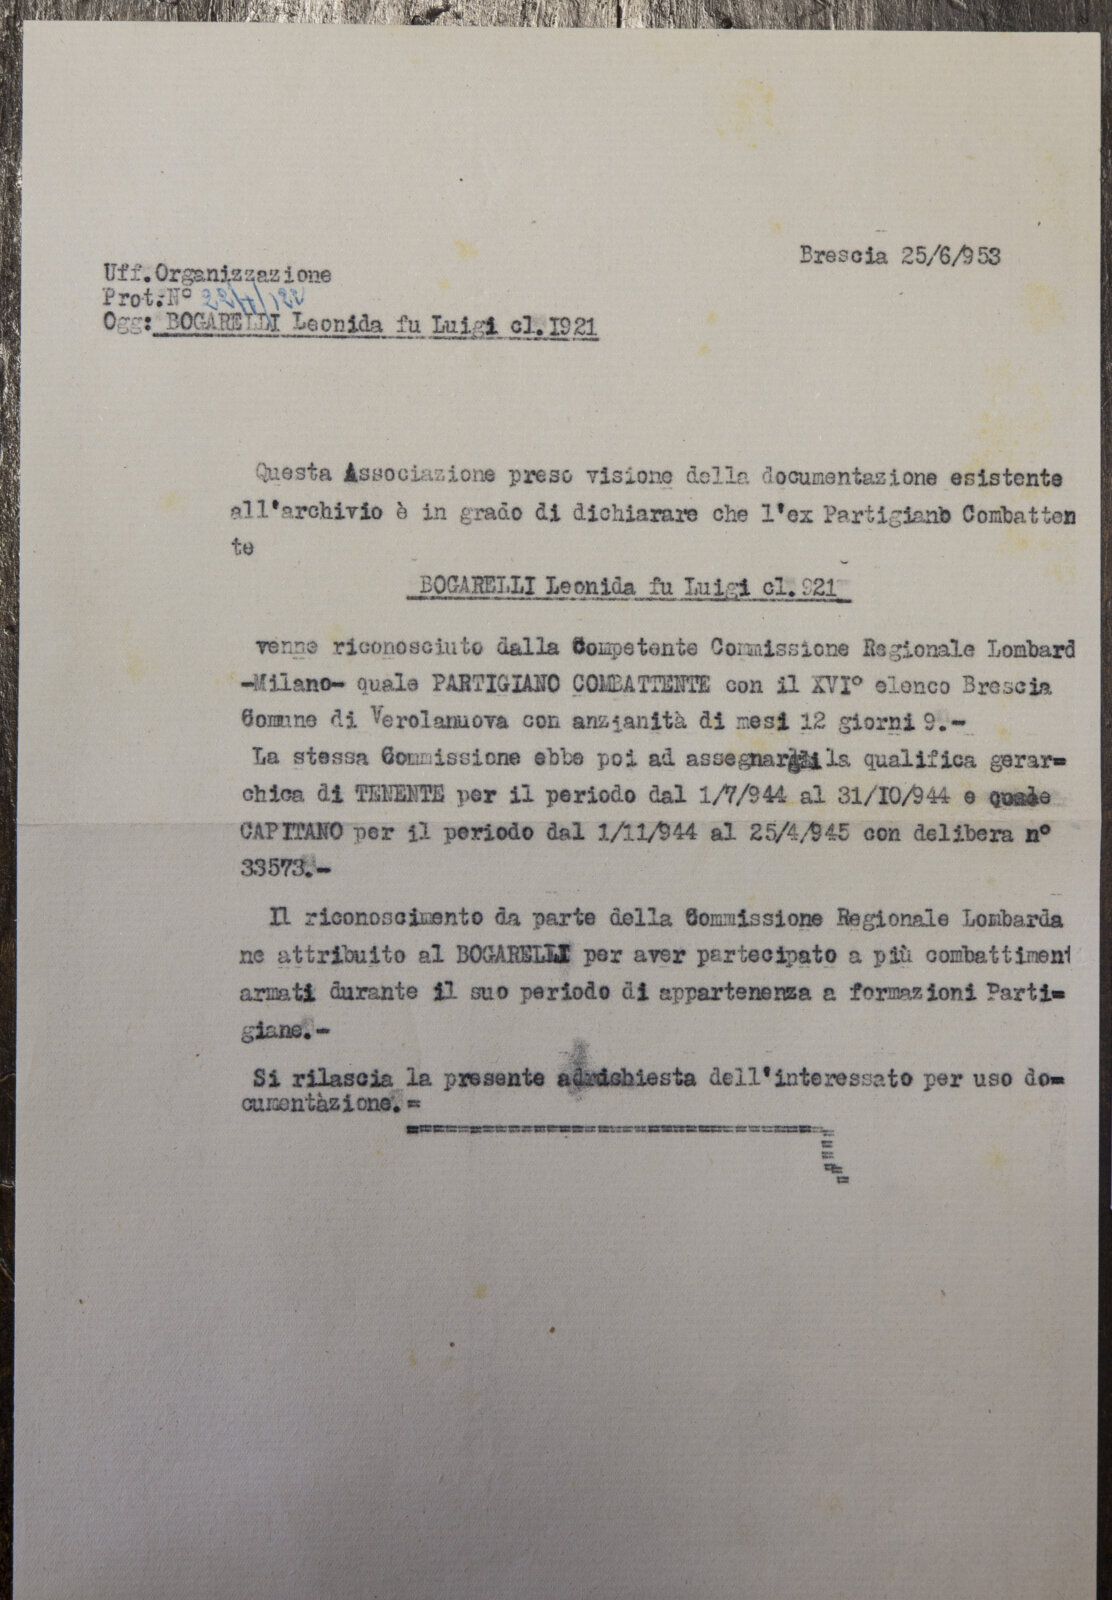 Brescia 25/6/953
Uff.Organizzazione
Prot.N°
Ogg: BOGARELLI Leonida fu Luigi cl.I921
Questa Associazione preso visione della documentazione esistente
all'archivio è in grado di dichiarare che l'ex Partigiano Combatten
te
BOGARELLI Leonida fu Luigi cl.921
venne riconosciuto dalla Competente Commissione Regionale Lombard
-Milano- quale PARTIGIANO COMBATTENTE con il XVI° elenco Brescia
Comune di Verolanuova con anzianità di mesi 12 giorni 9.-
La stessa Commissione ebbe poi ad assegnargli la qualifica gerar=
chica di TENENTE per il periodo dal 1/7/944 al 31/IO/944 e quale
CAPITANO per il periodo dal 1/11/944 al 25/4/945 con delibera n°
33573.-
Il riconoscimento da parte della Commissione Regionale Lombarda
ne attribuito al BOGARELLI per aver partecipato a più combattiment
armati durante il suo periodo di appartenenza a formazioni Parti=
giane.-
Si rilascia la presente ad richiesta dell'interessato per uso do=
cumentàzione.=